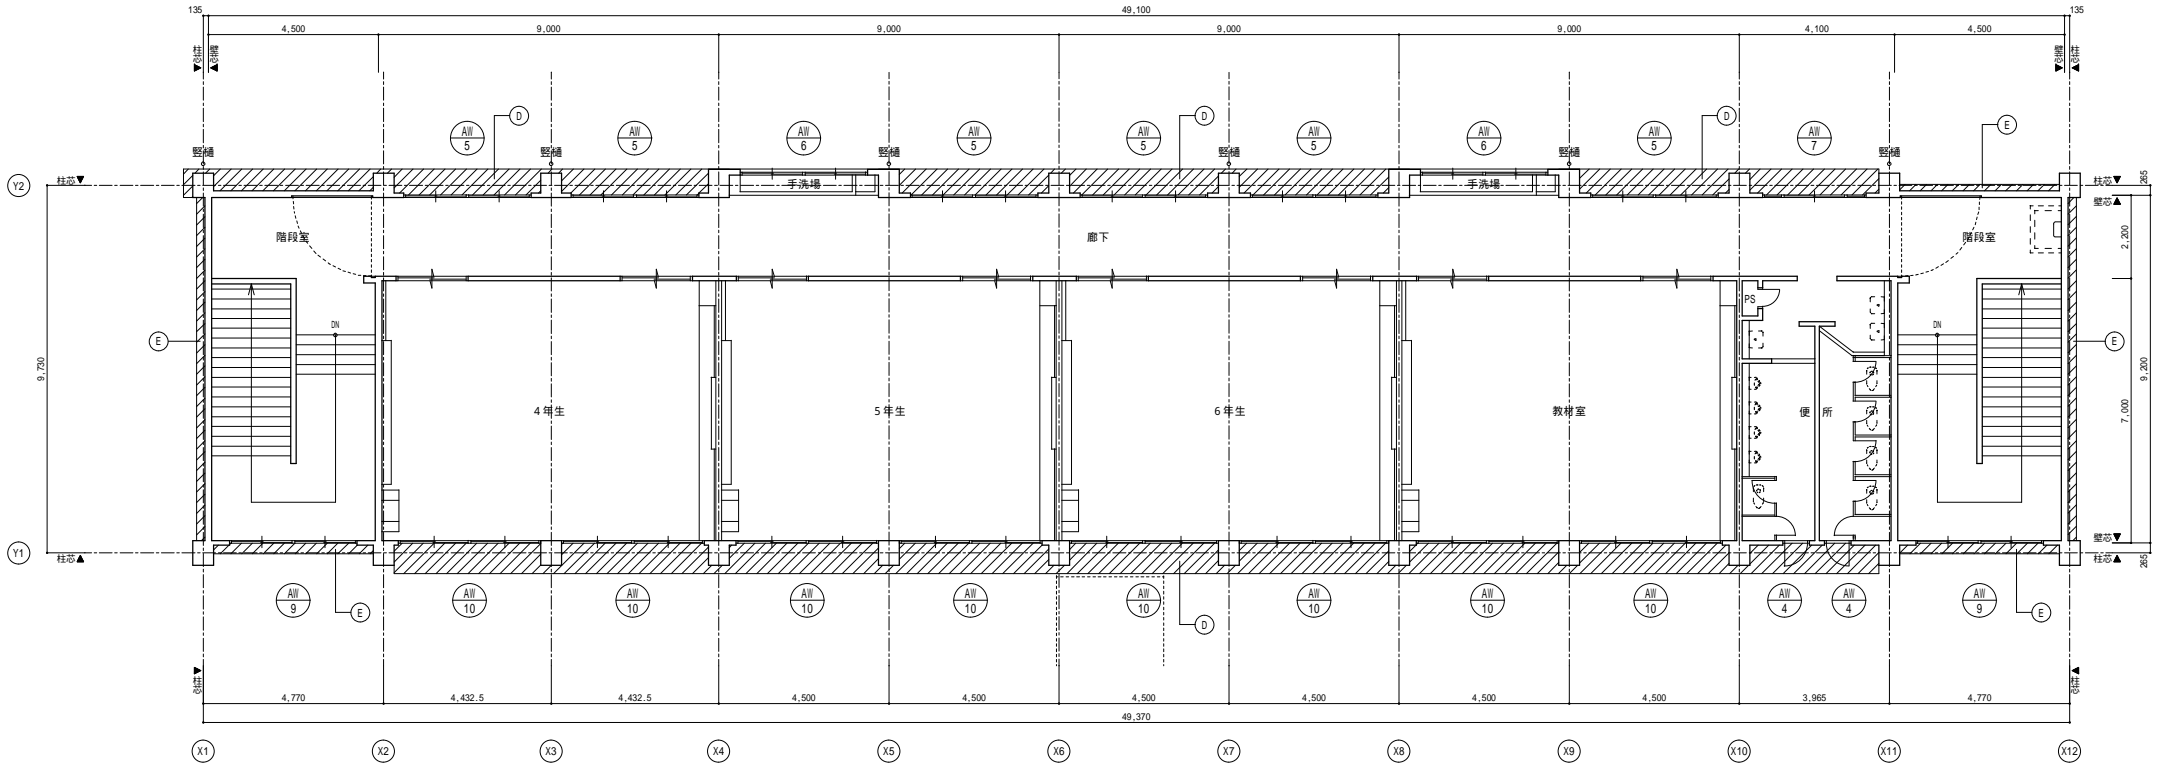 135 49,100 135
4,500 9,000 9,000 9,000 9,000 4,100 4,500
柱芯 壁芯 壁芯 柱芯
D D D
AW 5 AW 5 AW 6 AW 5 AW 5 AW 5 AW 6 AW 5 AW 7
E
竪樋 竪樋 竪樋 竪樋 竪樋 竪樋
Y2 柱芯 柱芯 265
手洗場 手洗場
壁芯
階段室 廊下 階段室 2,200
PS
DN DN
E E
9,730 9,200
4年生 5年生 6年生 教材室 便 所 7,000
壁芯
Y1 柱芯 柱芯 265
AW 9 AW 10 AW 10 AW 10 AW 10 AW 10 AW 10 AW 10 AW 10 AW 4 AW 4 AW 9
E D E
柱芯 柱芯
4,770 4,432.5 4,432.5 4,500 4,500 4,500 4,500 4,500 4,500 3,965 4,770
49,370
X1 X2 X3 X4 X5 X6 X7 X8 X9 X10 X11 X12